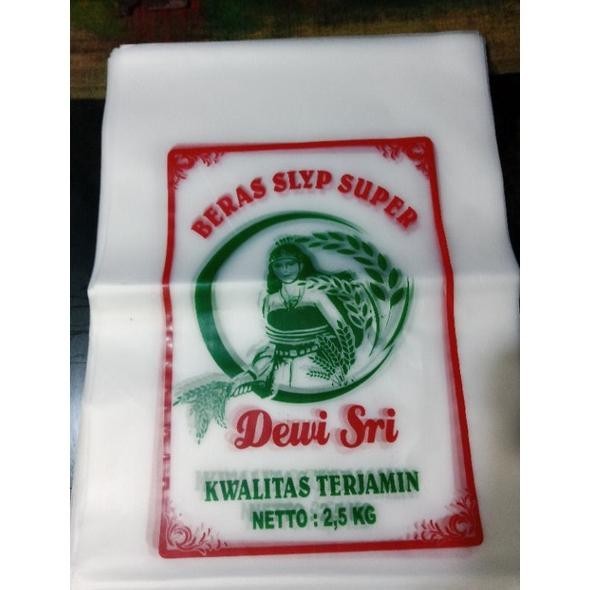 BERAS SLYP SUPER
Dewi Sri
KWALITAS TERJAMIN
NETTO : 2,5 KG